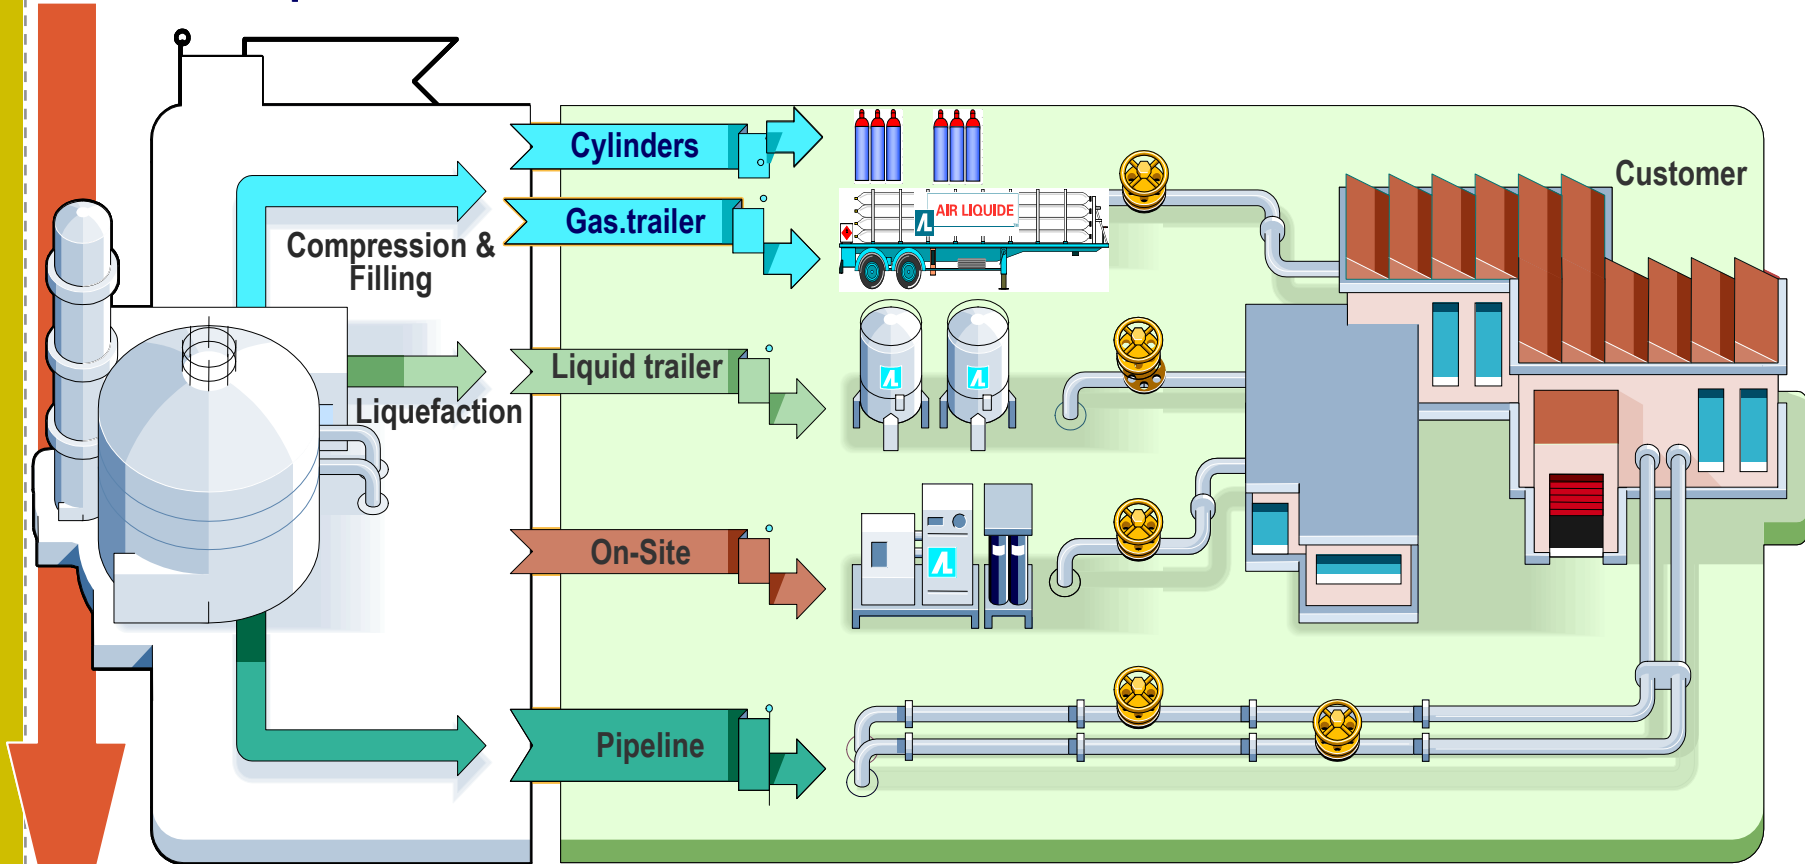 Cylinders
Customer
Gas.trailer
AIR LIQUIDE
Compression &
Filling
Liquid trailer
Liquefaction
On-Site
Pipeline